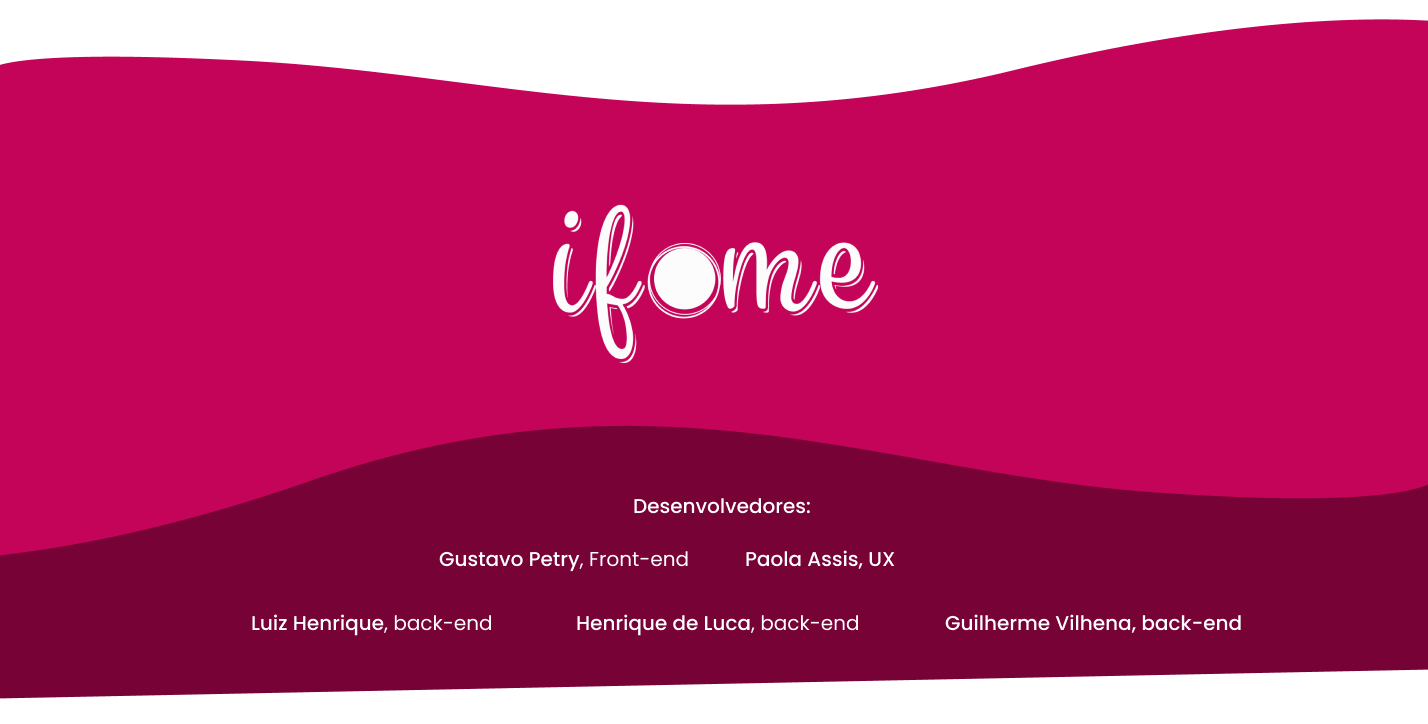 ifome
Desenvolvedores:
Gustavo Petry, Front-end Paola Assis, UX
Luiz Henrique, back-end Henrique de Luca, back-end Guilherme Vilhena, back-end